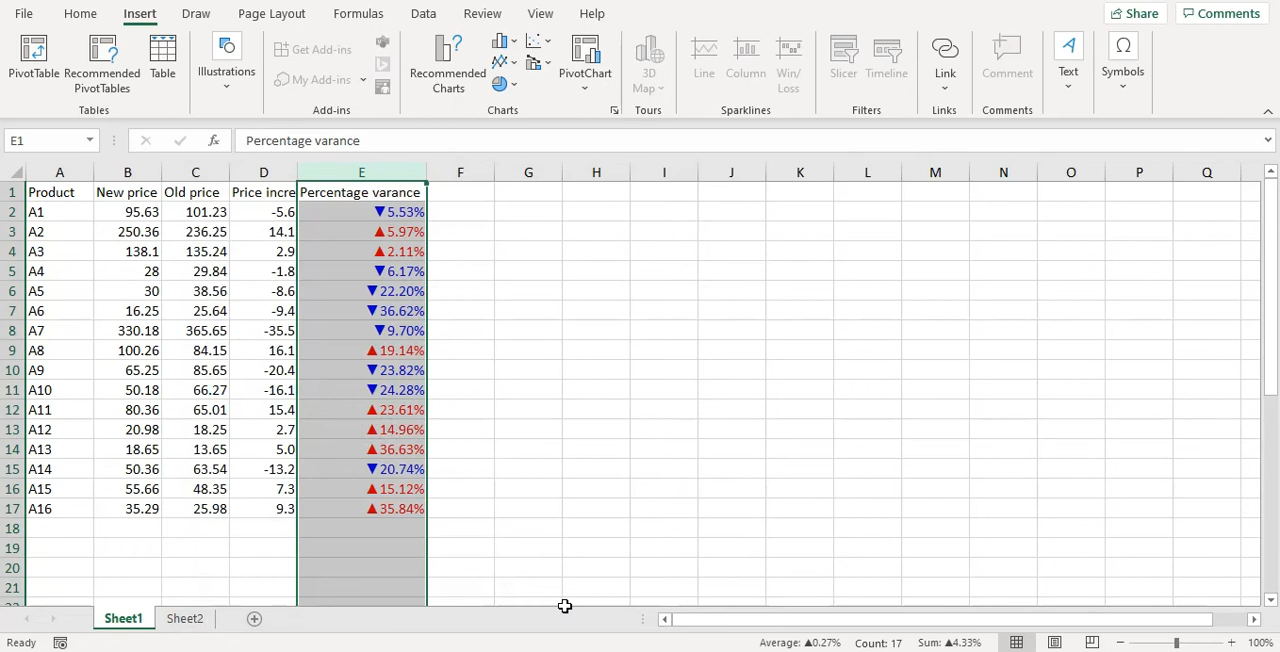 File Home Insert Draw Page Layout Formulas Data Review View Help Share Comments
PivotTable Recommended PivotTables Table Illustrations Get Add-ins My Add-ins Recommended Charts PivotChart 3D Map Line Column Win/Loss Slicer Timeline Link Comment Text Symbols
Tables Add-ins Charts Tours Sparklines Filters Links Comments
E1 fx Percentage varance
A B C D E F G H I J K L M N O P Q
1 Product New price Old price Price incre Percentage varance
2 A1 95.63 101.23 -5.6 ▼5.53%
3 A2 250.36 236.25 14.1 ▲5.97%
4 A3 138.1 135.24 2.9 ▲2.11%
5 A4 28 29.84 -1.8 ▼6.17%
6 A5 30 38.56 -8.6 ▼22.20%
7 A6 16.25 25.64 -9.4 ▼36.62%
8 A7 330.18 365.65 -35.5 ▼9.70%
9 A8 100.26 84.15 16.1 ▲19.14%
10 A9 65.25 85.65 -20.4 ▼23.82%
11 A10 50.18 66.27 -16.1 ▼24.28%
12 A11 80.36 65.01 15.4 ▲23.61%
13 A12 20.98 18.25 2.7 ▲14.96%
14 A13 18.65 13.65 5.0 ▲36.63%
15 A14 50.36 63.54 -13.2 ▼20.74%
16 A15 55.66 48.35 7.3 ▲15.12%
17 A16 35.29 25.98 9.3 ▲35.84%
18
19
20
21
Sheet1 Sheet2
Ready Average: ▲0.27% Count: 17 Sum: ▲4.33% 100%